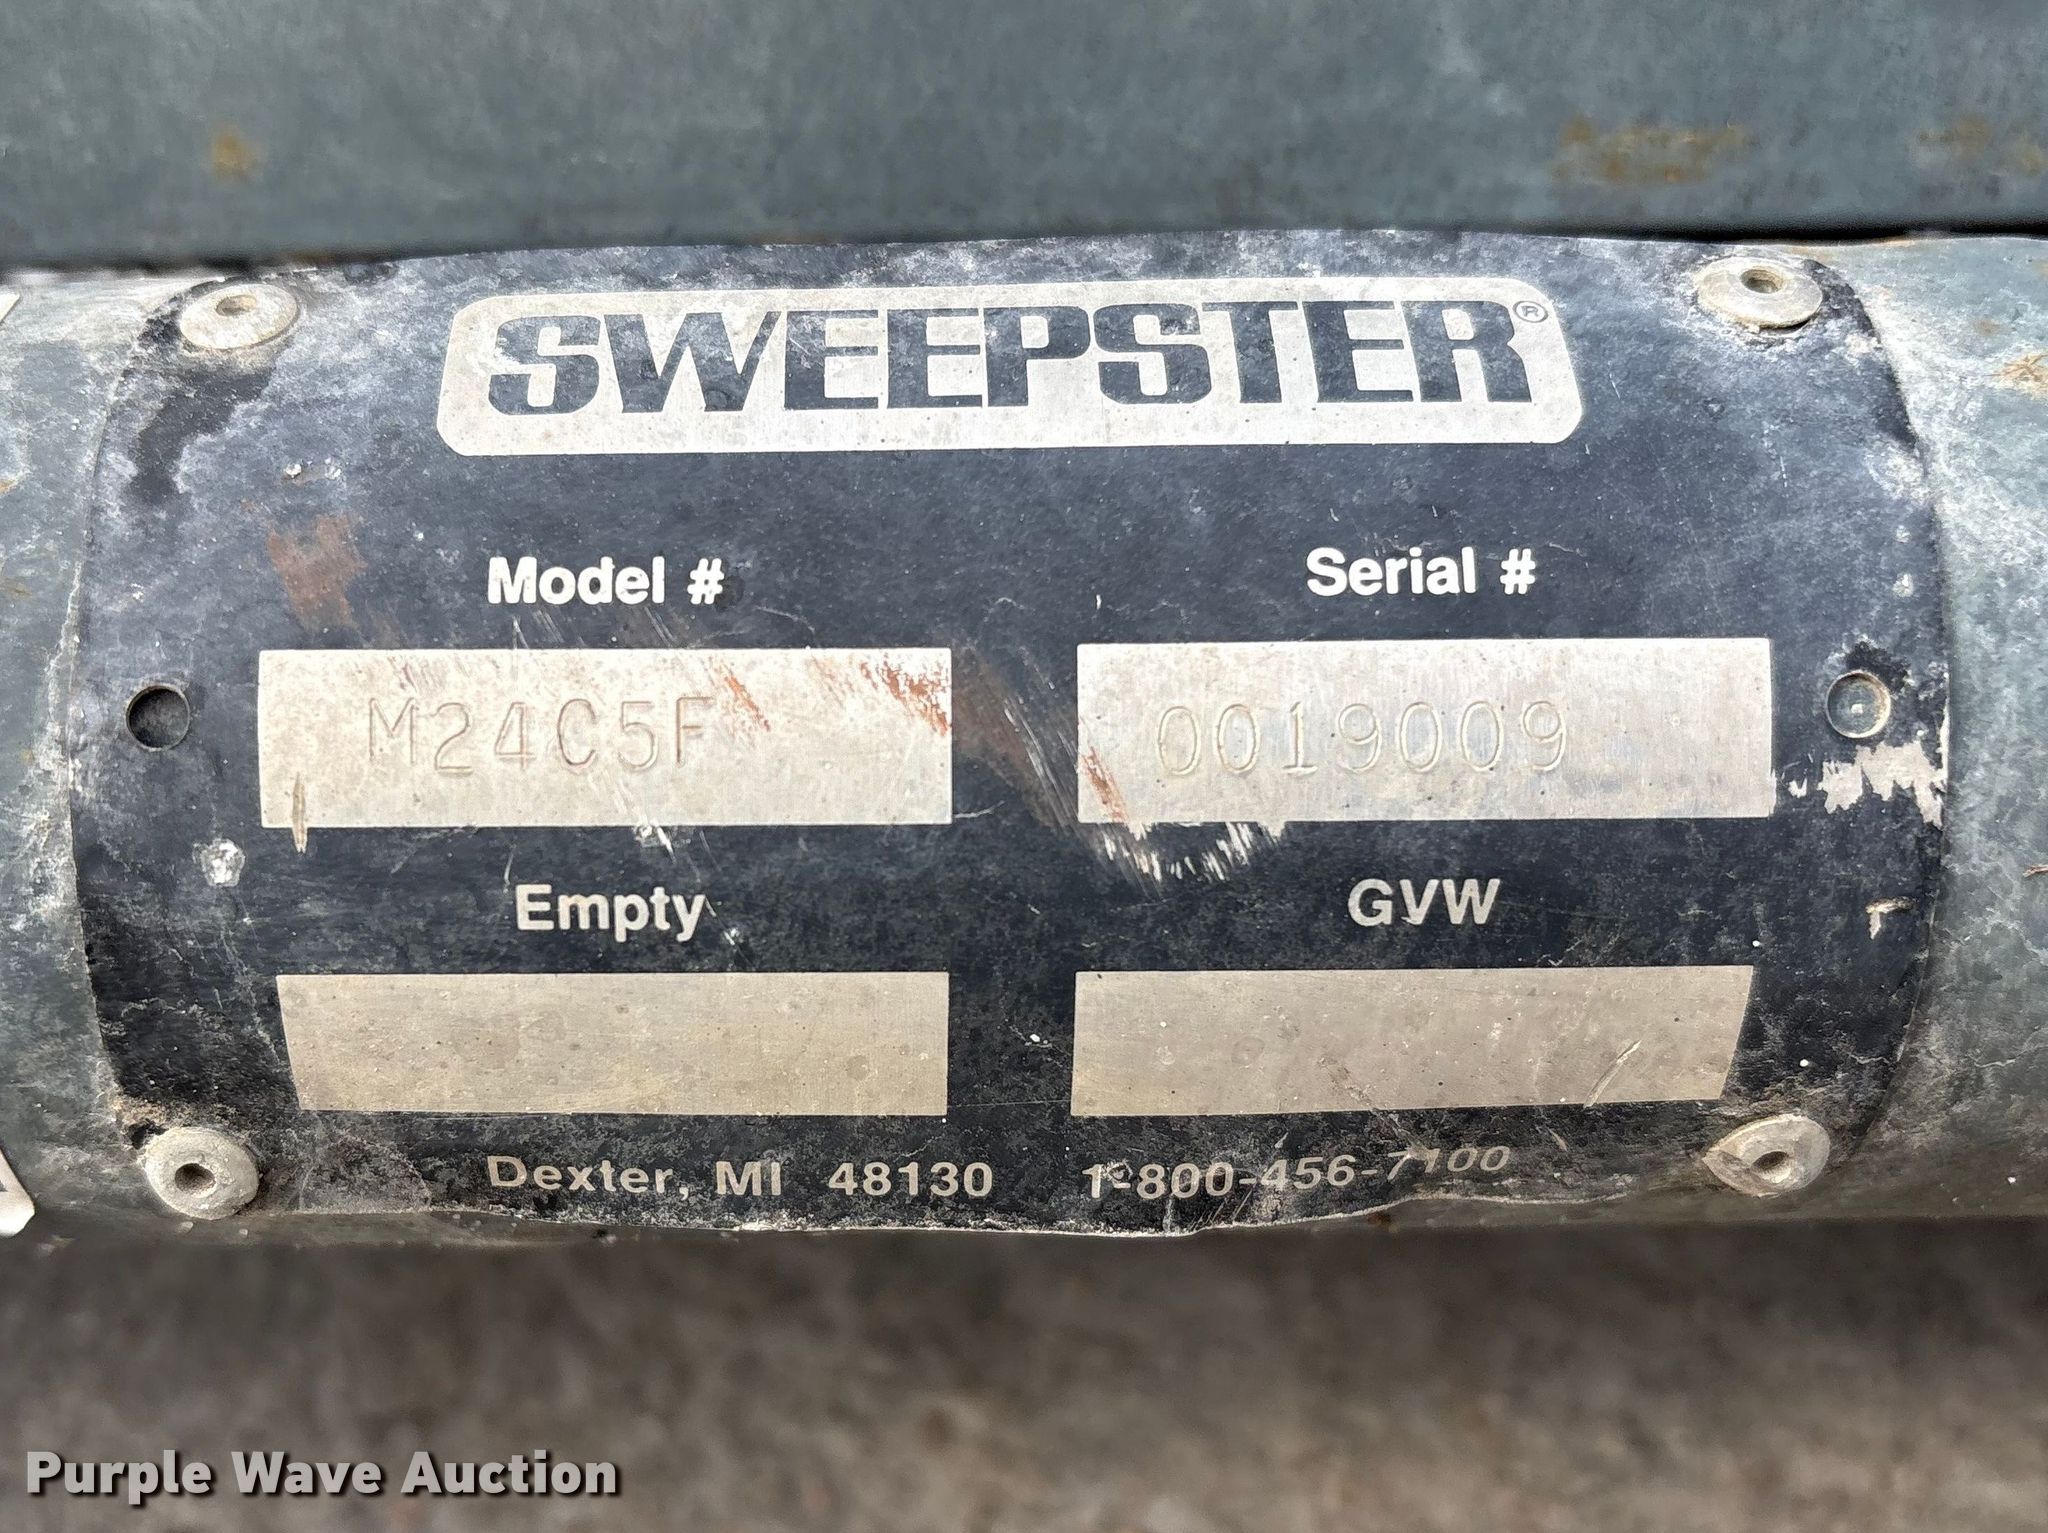 SWEEPSTER®
Model # Serial #
M24C5F 0019009
Empty GVW
Dexter, MI 48130 1-800-456-7100
Purple Wave Auction